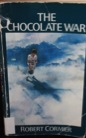 THE
CHOCOLATE WAR
ROBERT CORMIER